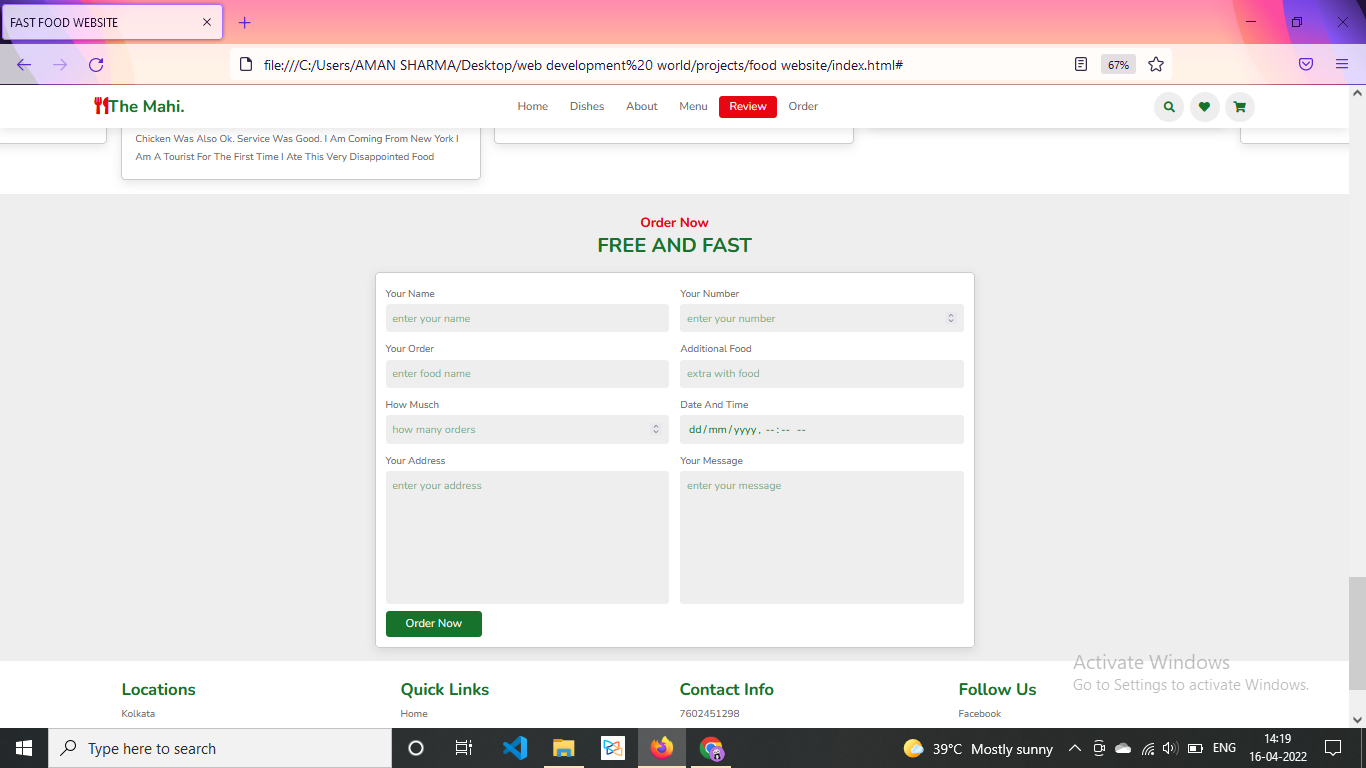 FAST FOOD WEBSITE
file:///C:/Users/AMAN SHARMA/Desktop/web development%20 world/projects/food website/index.html#
67%
The Mahi.
Home
Dishes
About
Menu
Review
Order
Chicken Was Also Ok. Service Was Good. I Am Coming From New York I
Am A Tourist For The First Time I Ate This Very Disappointed Food
Order Now
FREE AND FAST
Your Name
Your Number
enter your name
enter your number
Your Order
Additional Food
enter food name
extra with food
How Musch
Date And Time
how many orders
dd/mm/yyyy, --:-- --
Your Address
Your Message
enter your address
enter your message
Order Now
Activate Windows
Go to Settings to activate Windows.
Locations
Quick Links
Contact Info
Follow Us
Kolkata
Home
7602451298
Facebook
Type here to search
39°C Mostly sunny
ENG
14:19
16-04-2022